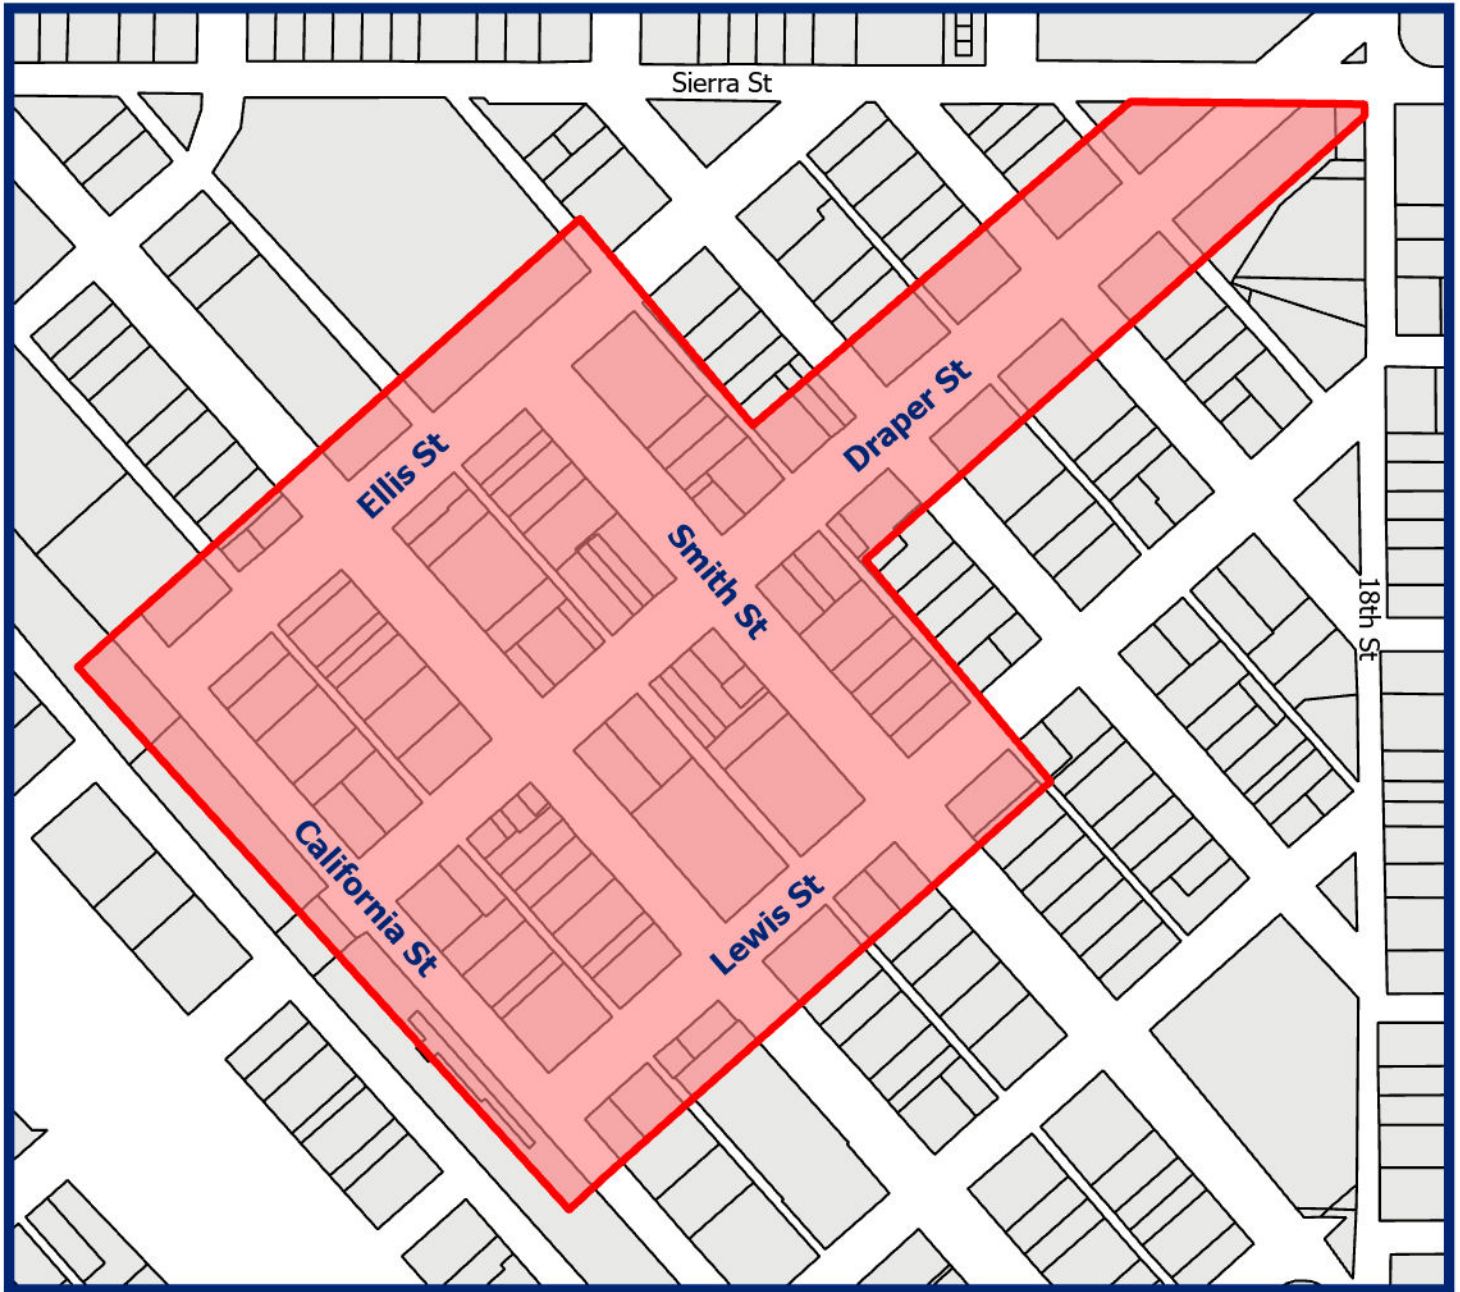 Sierra St
Draper St
Ellis St
Smith St
18th St
California St
Lewis St